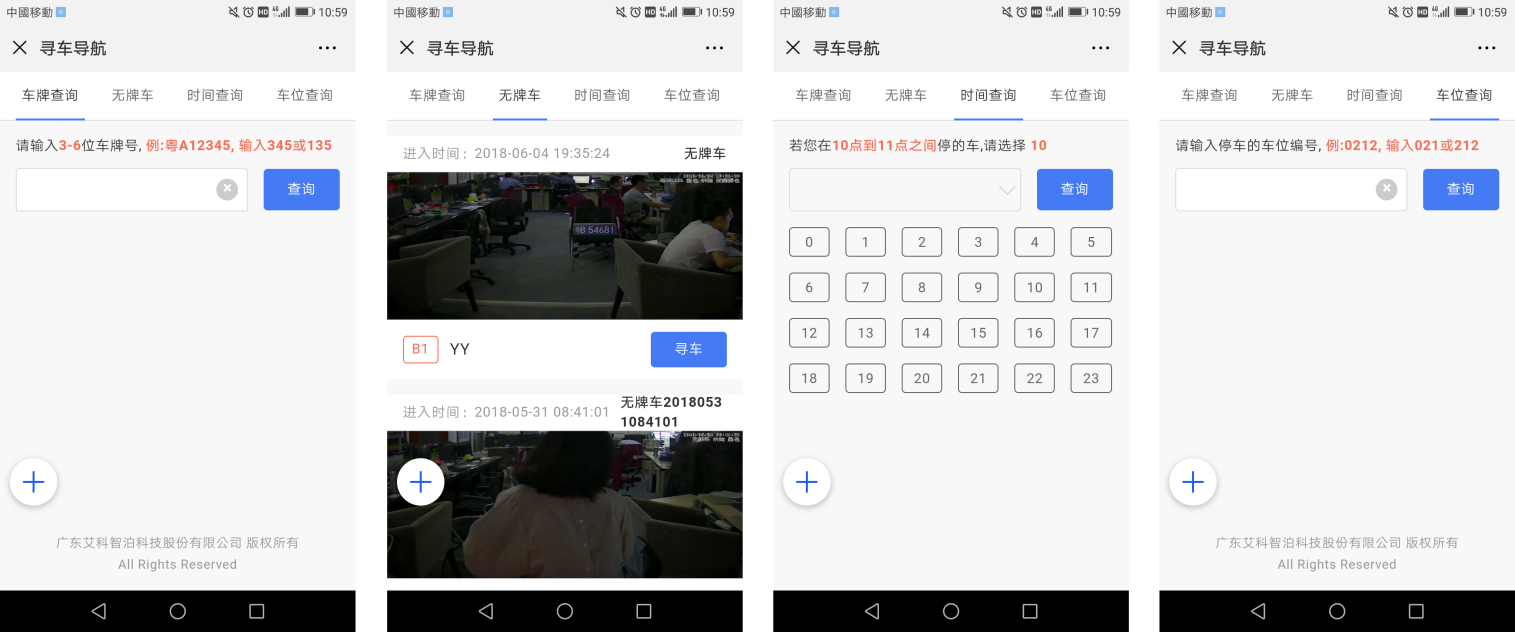 中國移動 HD 4G 10:59
寻车导航
车牌查询 无牌车 时间查询 车位查询
请输入3-6位车牌号, 例:粤A12345, 输入345或135
查询
广东艾科智泊科技股份有限公司 版权所有
All Rights Reserved
中國移動 HD 4G 10:59
寻车导航
车牌查询 无牌车 时间查询 车位查询
进入时间：2018-06-04 19:35:24 无牌车
B 54681
B1 YY 寻车
进入时间：2018-05-31 08:41:01 无牌车2018053
1084101
中國移動 HD 4G 10:59
寻车导航
车牌查询 无牌车 时间查询 车位查询
若您在10点到11点之间停的车,请选择 10
查询
0 1 2 3 4 5
6 7 8 9 10 11
12 13 14 15 16 17
18 19 20 21 22 23
中國移動 HD 4G 10:59
寻车导航
车牌查询 无牌车 时间查询 车位查询
请输入停车的车位编号, 例:0212, 输入021或212
查询
广东艾科智泊科技股份有限公司 版权所有
All Rights Reserved